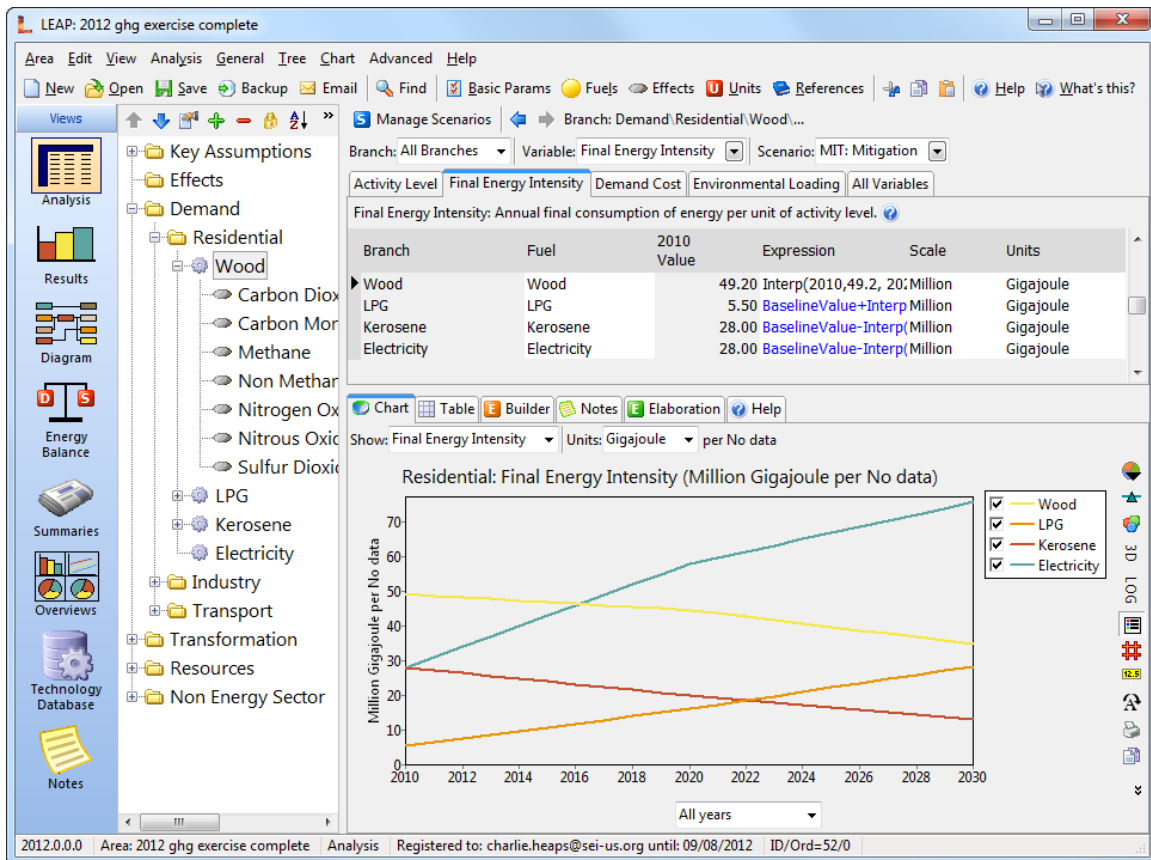 LEAP: 2012 ghg exercise complete
Area Edit View Analysis General Tree Chart Advanced Help
New Open Save Backup Email Find Basic Params Fuels Effects Units References Help What's this?
Views
Analysis
Results
Diagram
Energy
Balance
Summaries
Overviews
Technology
Database
Notes
Key Assumptions
Effects
Demand
Residential
Wood
Carbon Diox
Carbon Mon
Methane
Non Methan
Nitrogen Ox
Nitrous Oxid
Sulfur Dioxid
LPG
Kerosene
Electricity
Industry
Transport
Transformation
Resources
Non Energy Sector
Manage Scenarios Branch: Demand\Residential\Wood\...
Branch: All Branches Variable: Final Energy Intensity Scenario: MIT: Mitigation
Activity Level Final Energy Intensity Demand Cost Environmental Loading All Variables
Final Energy Intensity: Annual final consumption of energy per unit of activity level.
Branch Fuel 2010 Value Expression Scale Units
Wood Wood 49.20 Interp(2010,49.2, 202 Million Gigajoule
LPG LPG 5.50 BaselineValue+Interp Million Gigajoule
Kerosene Kerosene 28.00 BaselineValue-Interp( Million Gigajoule
Electricity Electricity 28.00 BaselineValue-Interp( Million Gigajoule
Chart Table Builder Notes Elaboration Help
Show: Final Energy Intensity Units: Gigajoule per No data
Residential: Final Energy Intensity (Million Gigajoule per No data)
Million Gigajoule per No data
70
60
50
40
30
20
10
0
2010 2012 2014 2016 2018 2020 2022 2024 2026 2028 2030
Wood
LPG
Kerosene
Electricity
3D
LOG
12.5
All years
2012.0.0.0 Area: 2012 ghg exercise complete Analysis Registered to: charlie.heaps@sei-us.org until: 09/08/2012 ID/Ord=52/0